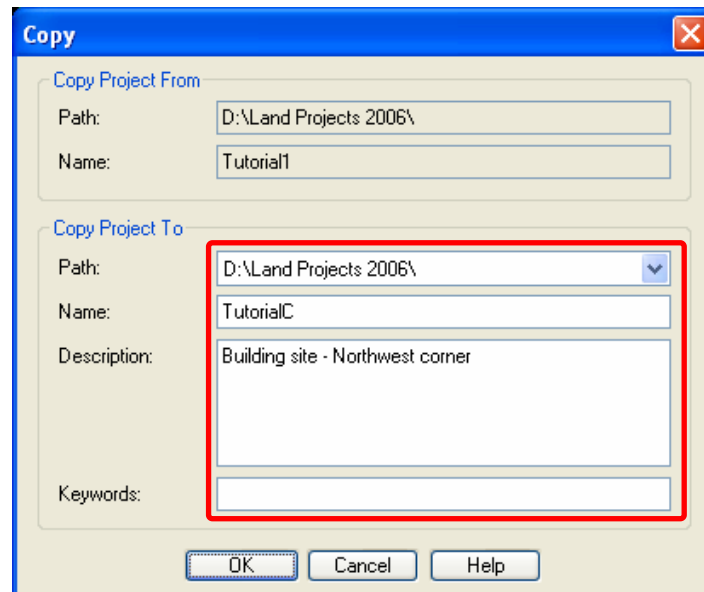 Copy
Copy Project From
Path: D:\Land Projects 2006\
Name: Tutorial1
Copy Project To
Path: D:\Land Projects 2006\
Name: TutorialC
Description: Building site - Northwest corner
Keywords:
OK Cancel Help